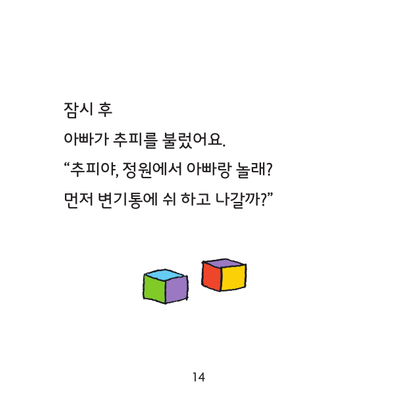 잠시 후
아빠가 추피를 불렀어요.
“추피야, 정원에서 아빠랑 놀래?
먼저 변기통에 쉬 하고 나갈까?”
14